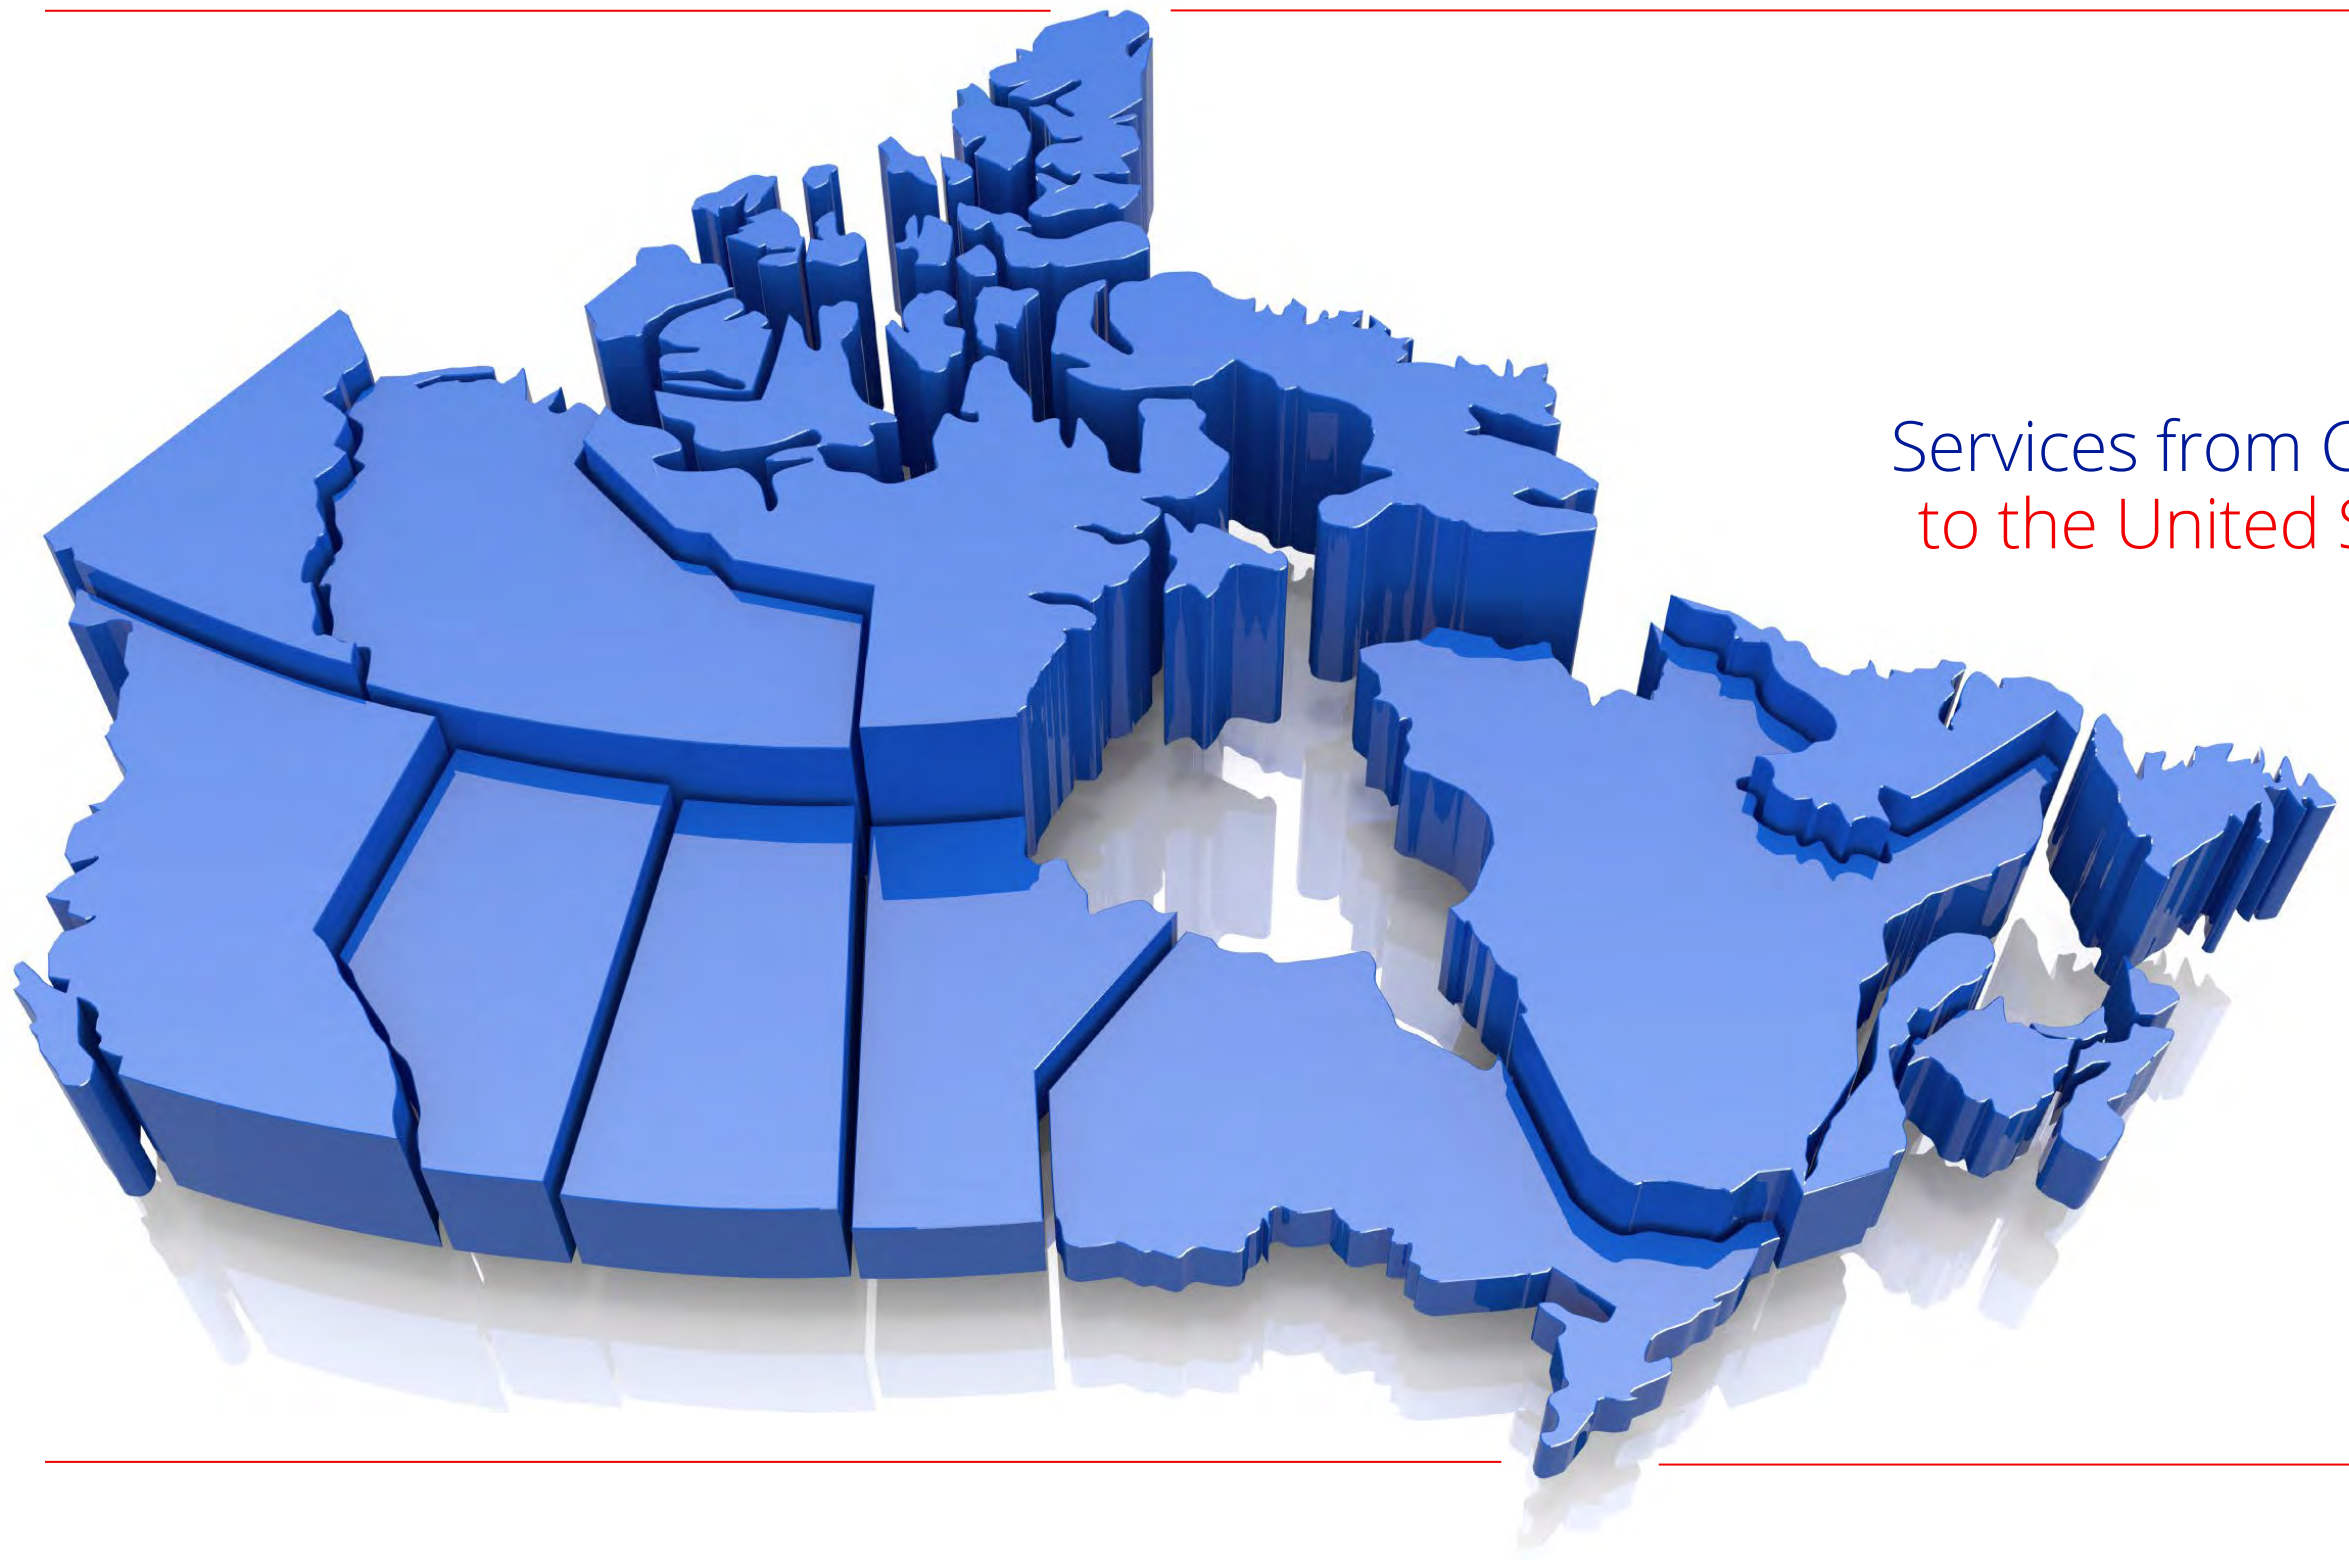 Services from
to the United